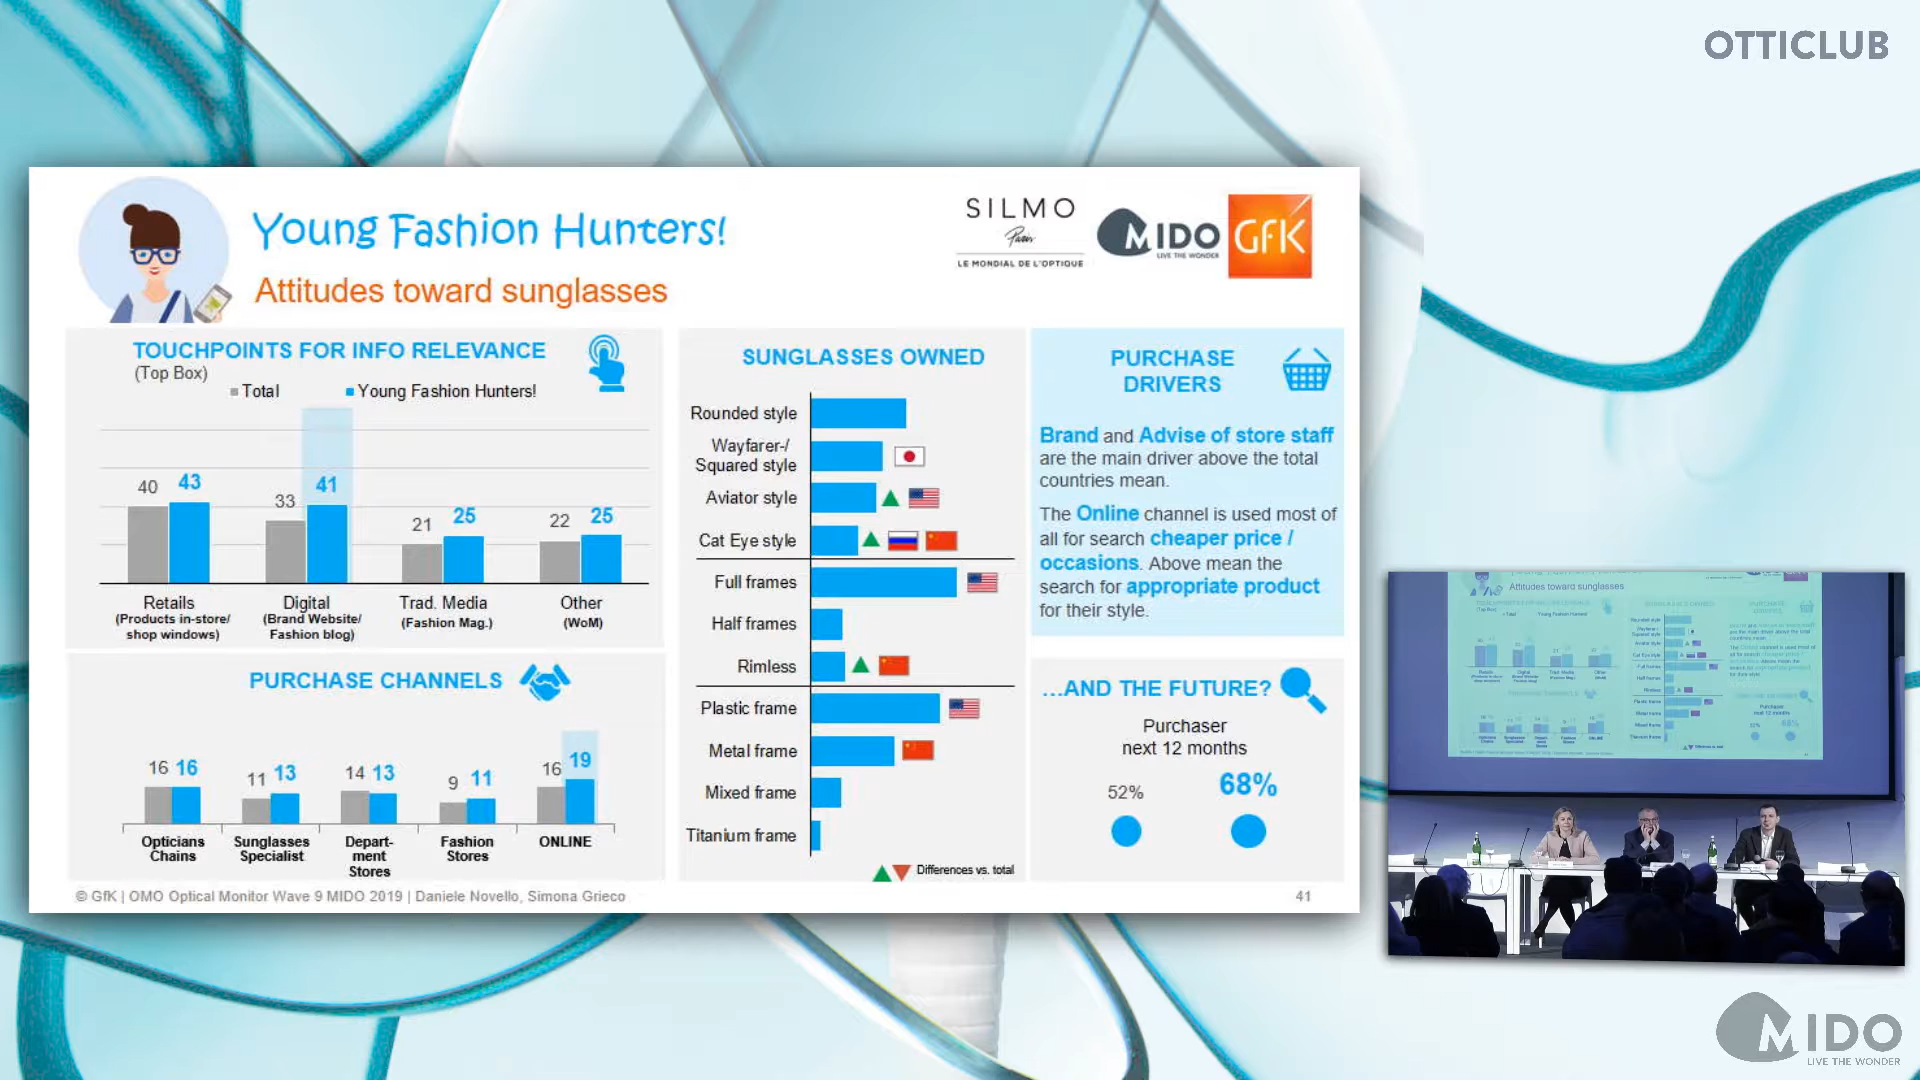 OTTICLUB
Young Fashion Hunters!
Attitudes toward sunglasses
SILMO
Paris
LE MONDIAL DE L'OPTIQUE
MIDO
LIVE THE WONDER
GFK
TOUCHPOINTS FOR INFO RELEVANCE
(Top Box)
Total
Young Fashion Hunters!
40 43
33 41
21 25
22 25
Retails
(Products in-store/
shop windows)
Digital
(Brand Website/
Fashion blog)
Trad. Media
(Fashion Mag.)
Other
(WoM)
PURCHASE CHANNELS
16 16
11 13
14 13
9 11
16 19
Opticians
Chains
Sunglasses
Specialist
Depart-
ment
Stores
Fashion
Stores
ONLINE
SUNGLASSES OWNED
Rounded style
Wayfarer-/
Squared style
Aviator style
Cat Eye style
Full frames
Half frames
Rimless
Plastic frame
Metal frame
Mixed frame
Titanium frame
Differences vs. total
PURCHASE
DRIVERS
Brand and Advise of store staff
are the main driver above the total
countries mean.
The Online channel is used most of
all for search cheaper price /
occasions. Above mean the
search for appropriate product
for their style.
...AND THE FUTURE?
Purchaser
next 12 months
52%
68%
© GfK | OMO Optical Monitor Wave 9 MIDO 2019 | Daniele Novello, Simona Grieco
41
Attitudes toward sunglasses
MIDO
LIVE THE WONDER